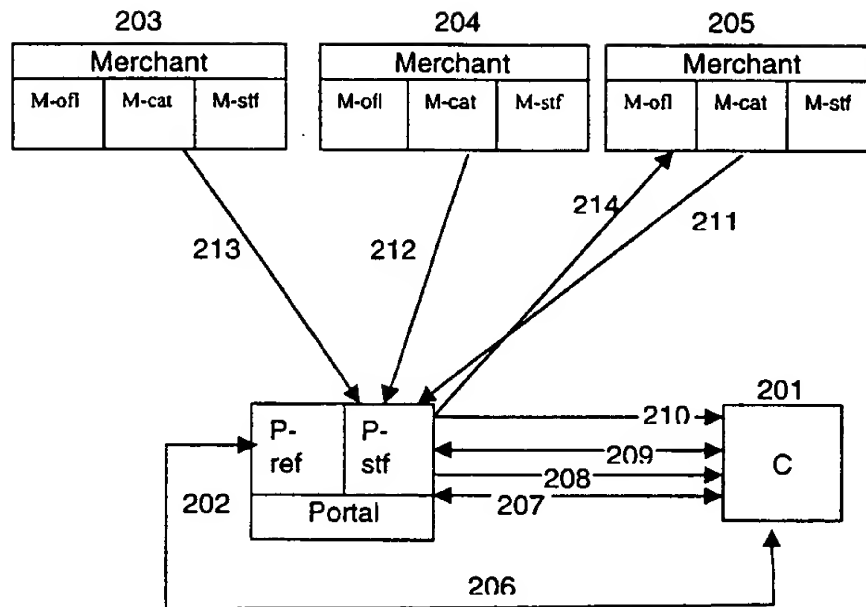 203 204 205
Merchant Merchant Merchant
M-ofl M-cat M-stf M-ofl M-cat M-stf M-ofl M-cat M-stf
214
213 212 211
201
P-ref P-stf 210
209
C
208
202 Portal 207
206